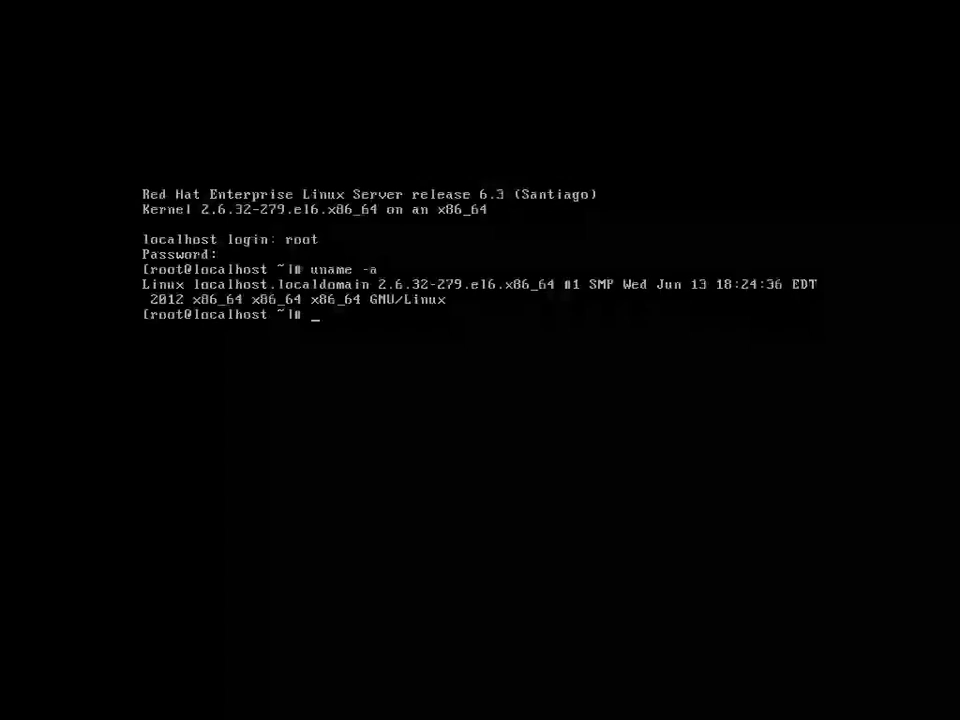 Red Hat Enterprise Linux Server release 6.3 (Santiago)
Kernel 2.6.32-279.el6.x86_64 on an x86_64
localhost login: root
Password:
[root@localhost ~]# uname -a
Linux localhost.localdomain 2.6.32-279.el6.x86_64 #1 SMP Wed Jun 13 18:24:36 EDT
2012 x86_64 x86_64 x86_64 GNU/Linux
[root@localhost ~]# _